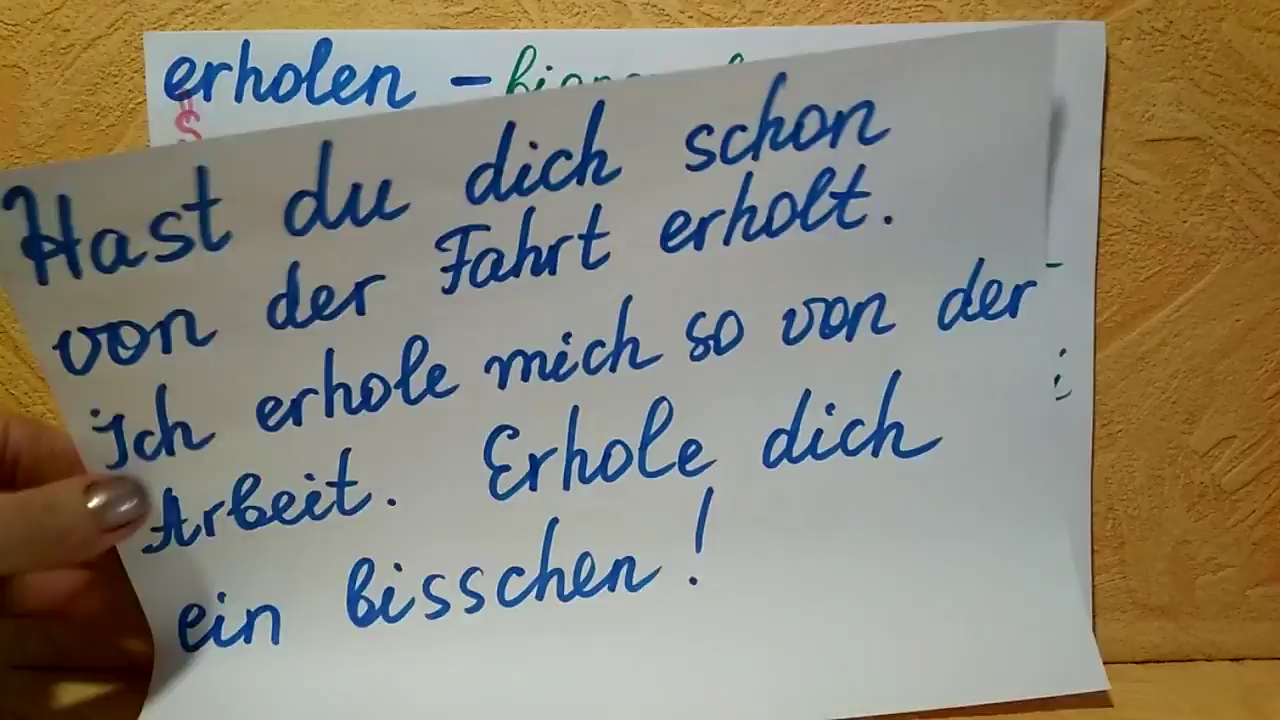 erholen –
Hast du dich schon
von der Fahrt erholt.
Ich erhole mich so von der
Arbeit. Erhole dich
ein bisschen!